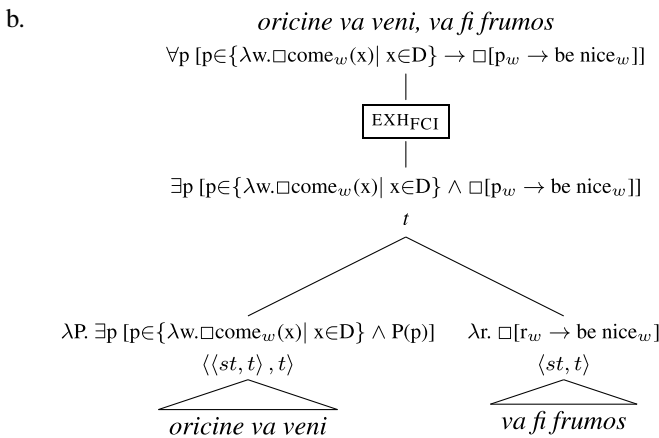 b.
oricine va veni, va fi frumos
∀p [p∈{λw.□come_w(x)| x∈D} → □[p_w → be nice_w]]
EXH_FCI
∃p [p∈{λw.□come_w(x)| x∈D} ∧ □[p_w → be nice_w]]
t
λP. ∃p [p∈{λw.□come_w(x)| x∈D} ∧ P(p)] λr. □[r_w → be nice_w]
⟨⟨st, t⟩ , t⟩ ⟨st, t⟩
oricine va veni va fi frumos